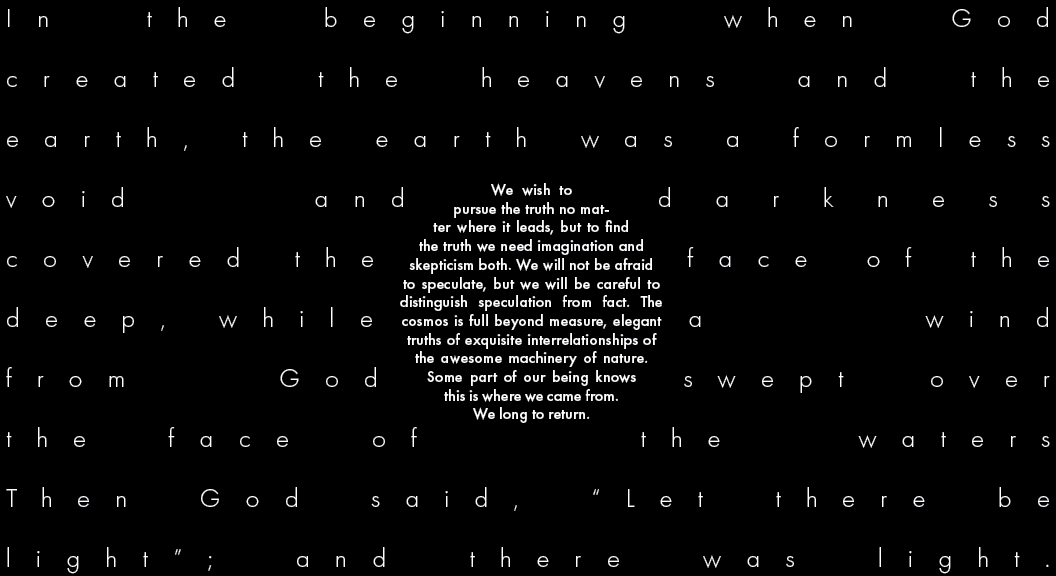 In the beginning when God
created the heavens and the
earth, the earth was a formless
void and darkness
covered the face of the
deep, while a wind
from God swept over
the face of the waters
Then God said, “Let there be
light”; and there was light.
We wish to
pursue the truth no mat-
ter where it leads, but to find
the truth we need imagination and
skepticism both. We will not be afraid
to speculate, but we will be careful to
distinguish speculation from fact. The
cosmos is full beyond measure, elegant
truths of exquisite interrelationships of
the awesome machinery of nature.
Some part of our being knows
this is where we came from.
We long to return.